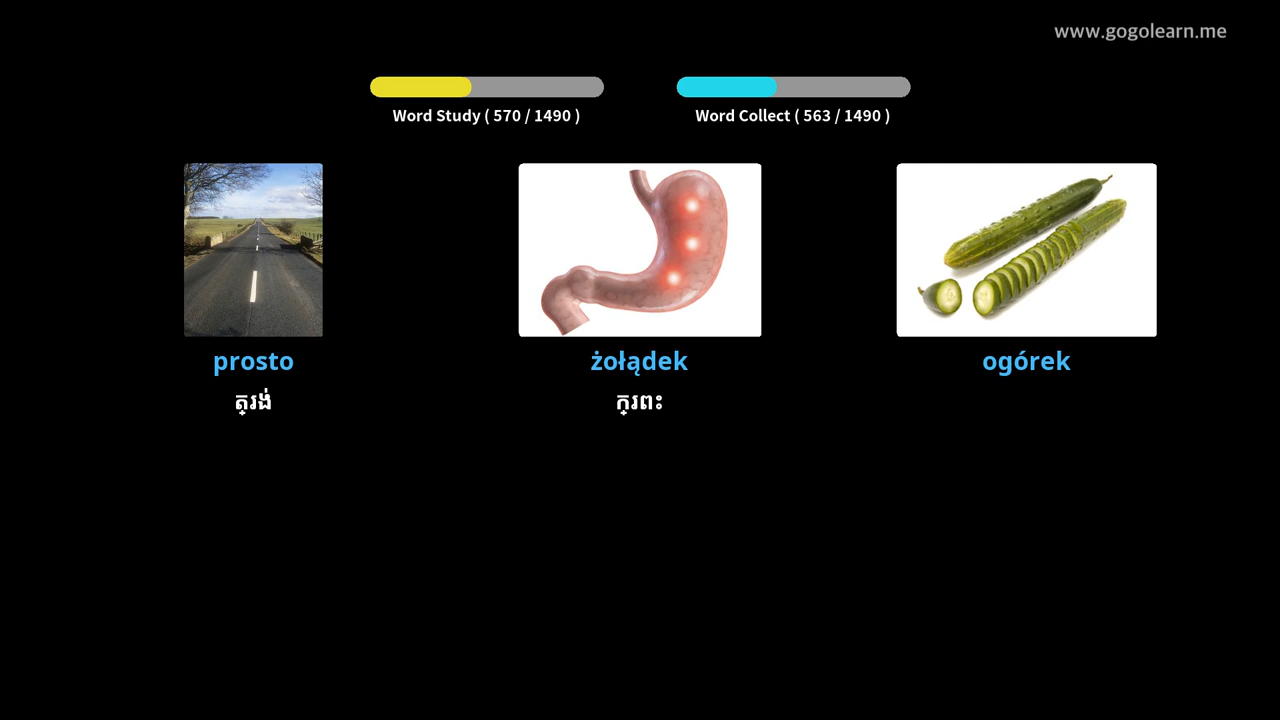 www.gogolearn.me
Word Study ( 570 / 1490 )
Word Collect ( 563 / 1490 )
prosto
żołądek
ogórek
ត្រង់
ក្រពះ